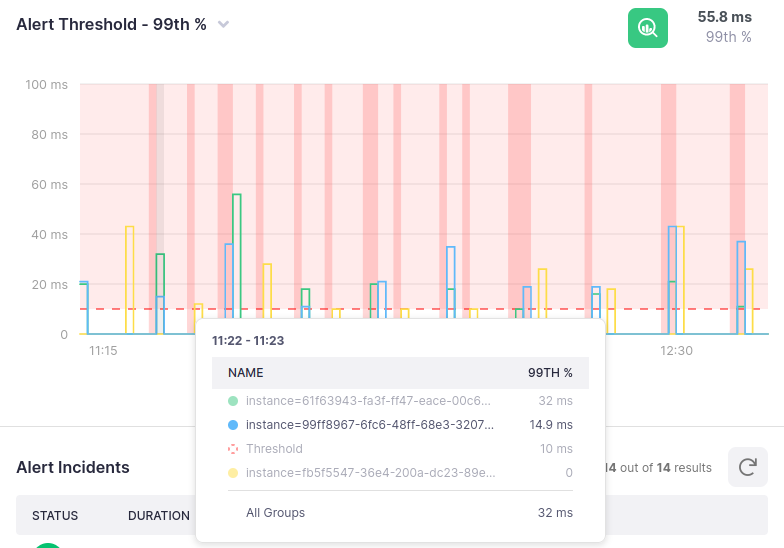 Alert Threshold - 99th %
55.8 ms
99th %
100 ms
80 ms
60 ms
40 ms
20 ms
0
11:15
12:30
11:22 - 11:23
NAME 99TH %
instance=61f63943-fa3f-ff47-eace-00c6... 32 ms
instance=99ff8967-6fc6-48ff-68e3-3207... 14.9 ms
Threshold 10 ms
instance=fb5f5547-36e4-200a-dc23-89e... 0
All Groups 32 ms
Alert Incidents
14 out of 14 results
STATUS DURATION